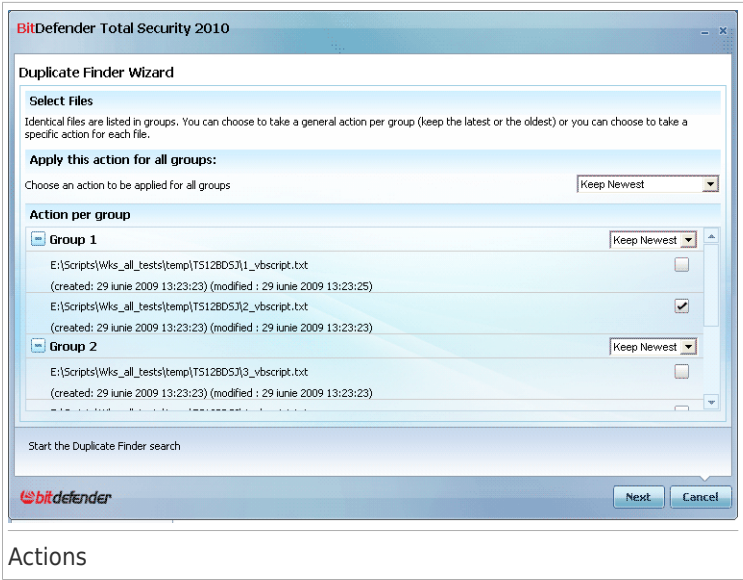 BitDefender Total Security 2010
Duplicate Finder Wizard
Select Files
Identical files are listed in groups. You can choose to take a general action per group (keep the latest or the oldest) or you can choose to take a
specific action for each file.
Apply this action for all groups:
Choose an action to be applied for all groups
Keep Newest
Action per group
Group 1
Keep Newest
E:\Scripts\Wks_all_tests\temp\TS12BDSJ\1_vbscript.txt
(created: 29 iunie 2009 13:23:23) (modified : 29 iunie 2009 13:23:25)
E:\Scripts\Wks_all_tests\temp\TS12BDSJ\2_vbscript.txt
(created: 29 iunie 2009 13:23:23) (modified : 29 iunie 2009 13:23:23)
Group 2
Keep Newest
E:\Scripts\Wks_all_tests\temp\TS12BDSJ\3_vbscript.txt
(created: 29 iunie 2009 13:23:23) (modified : 29 iunie 2009 13:23:23)
Start the Duplicate Finder search
bitdefender
Next
Cancel
Actions